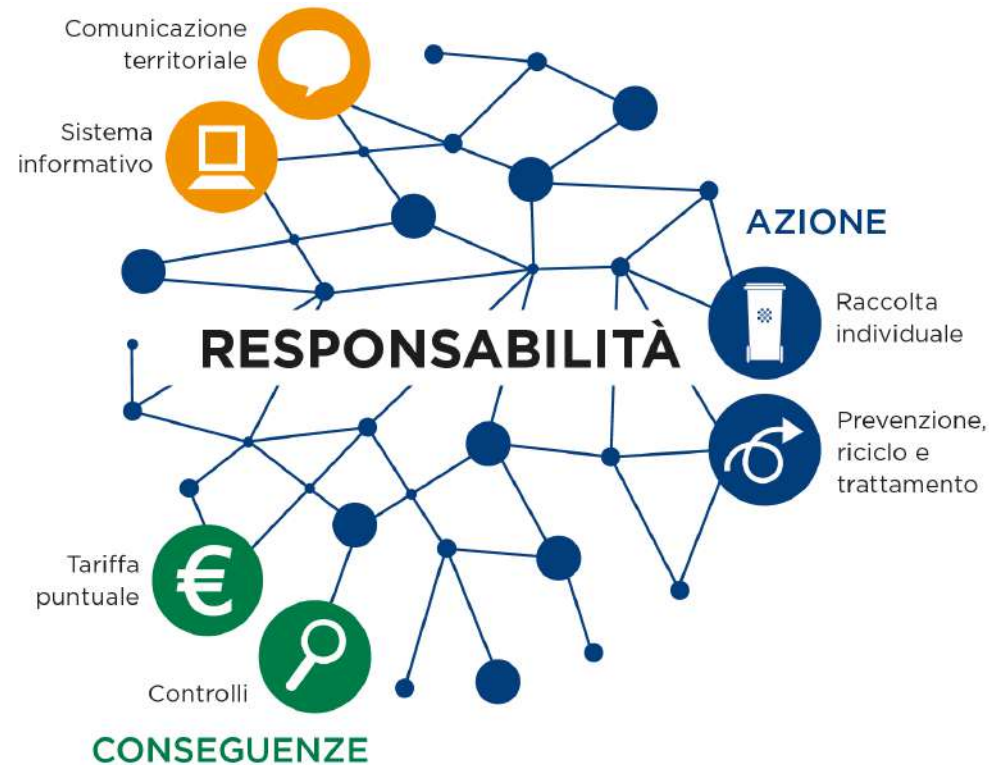 Comunicazione
territoriale
Sistema
informativo
AZIONE
Raccolta
individuale
RESPONSABILITÀ
Prevenzione,
riciclo e
trattamento
Tariffa
puntuale
€
Controlli
CONSEGUENZE